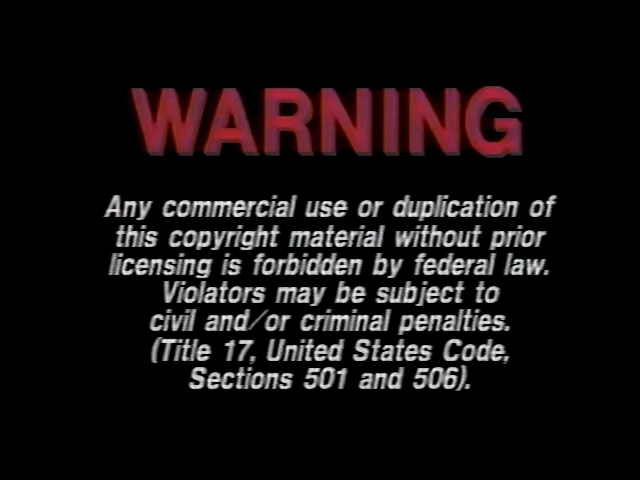 WARNING
Any commercial use or duplication of
this copyright material without prior
licensing is forbidden by federal law.
Violators may be subject to
civil and/or criminal penalties.
(Title 17, United States Code,
Sections 501 and 506).